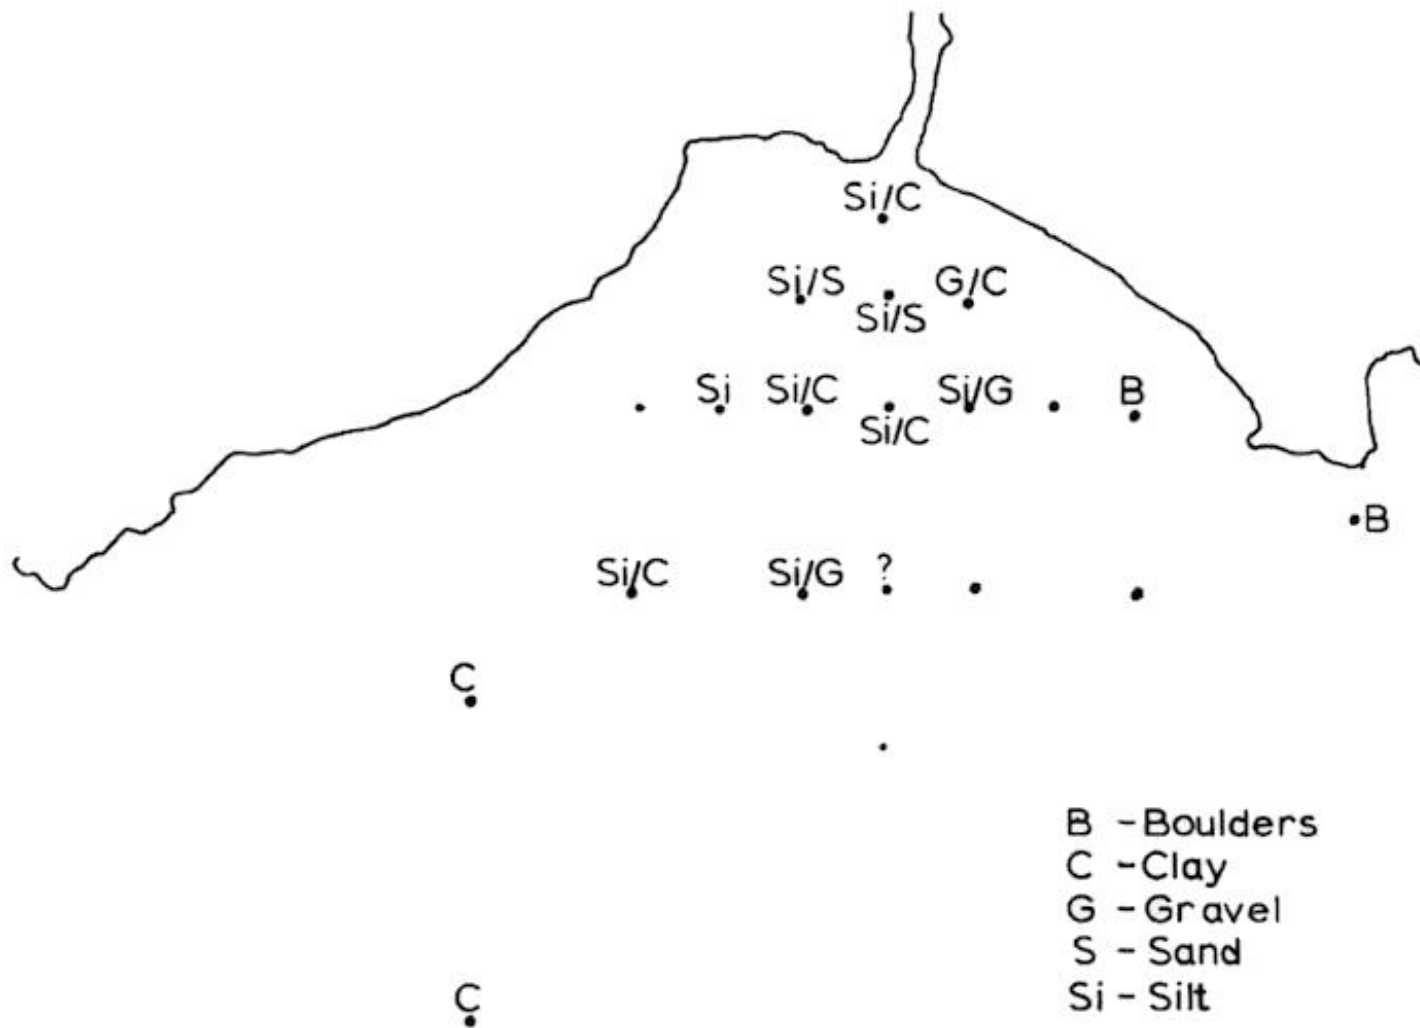 Si/C
Si/S
G/C
Si/S
Si
Si/C
Si/G
B
Si/C
B
Si/C
Si/G
?
C
C
B - Boulders
C - Clay
G - Gravel
S - Sand
Si - Silt